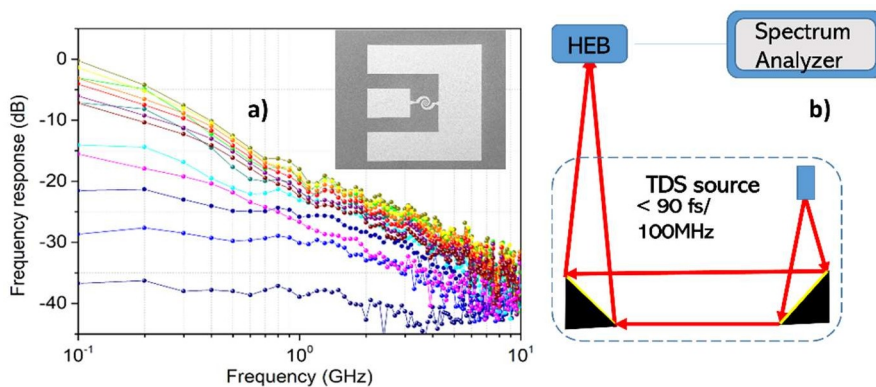 0
-10
-20
-30
-40
Frequency response (dB)
10-1
100
101
Frequency (GHz)
a)
HEB
Spectrum
Analyzer
b)
TDS source
< 90 fs/
100MHz